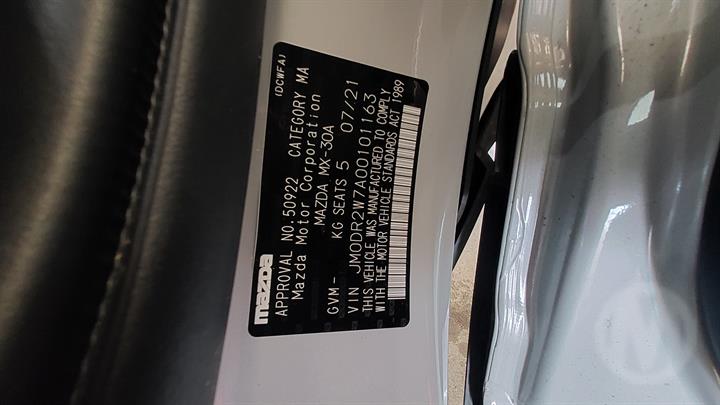 mazda (DCWFA)
APPROVAL NO:50922 CATEGORY MA
Mazda Motor Corporation
MAZDA MX-30A
GVM- KG SEATS 5 07/21
VIN JM0DR2W7A00101163
THIS VEHICLE WAS MANUFACTURED TO COMPLY
WITH THE MOTOR VEHICLE STANDARDS ACT 1989